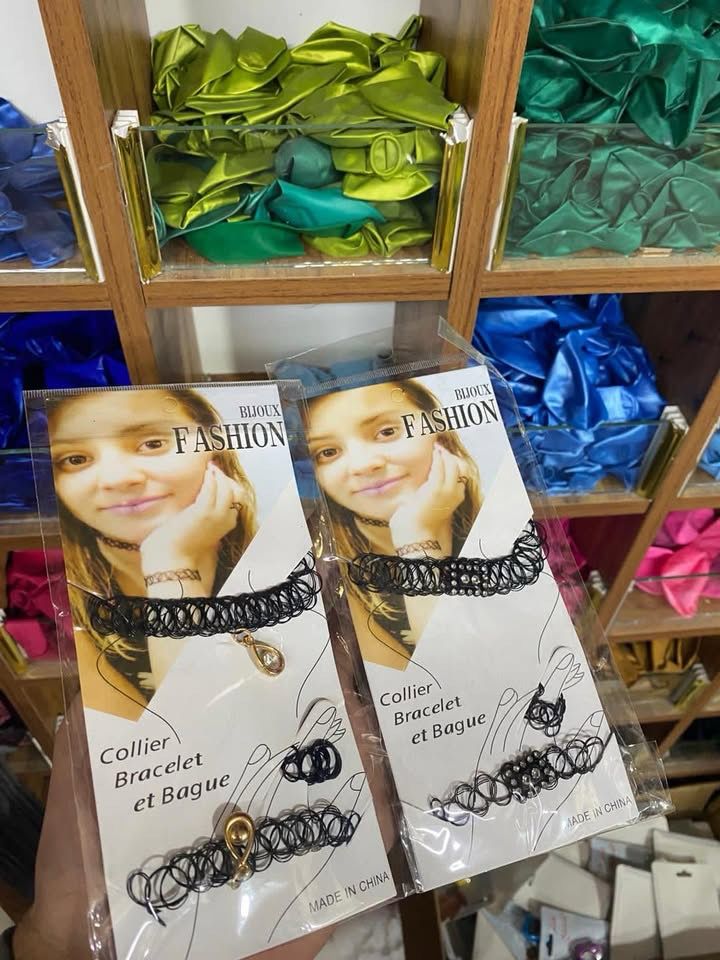 BIJOUX
FASHION
Collier
Bracelet
et Bague
MADE IN CHINA
BIJOUX
FASHION
Collier
Bracelet
et Bague
MADE IN CHINA